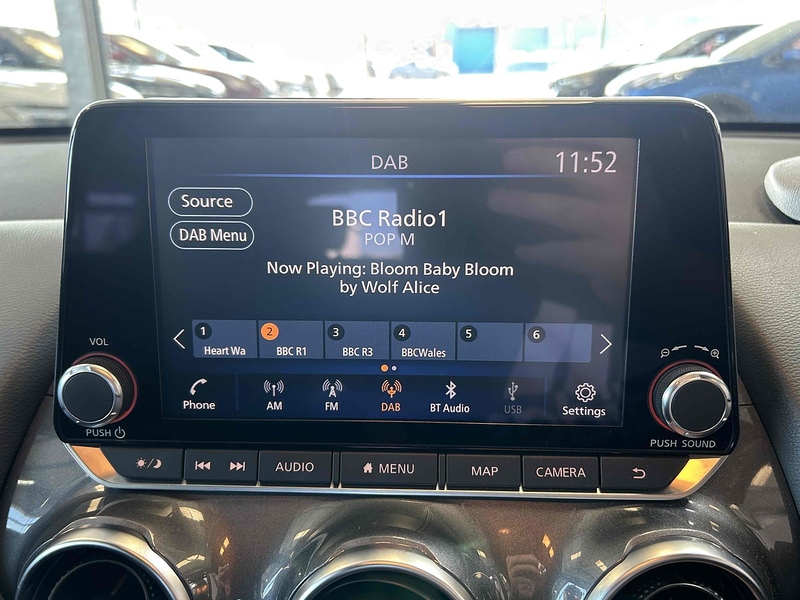 DAB
11:52
Source
DAB Menu
BBC Radio1
POP M
Now Playing: Bloom Baby Bloom
by Wolf Alice
1
Heart Wa
2
BBC R1
3
BBC R3
4
BBCWales
5
6
Phone
AM
FM
DAB
BT Audio
USB
Settings
VOL
PUSH
PUSH SOUND
AUDIO
MENU
MAP
CAMERA